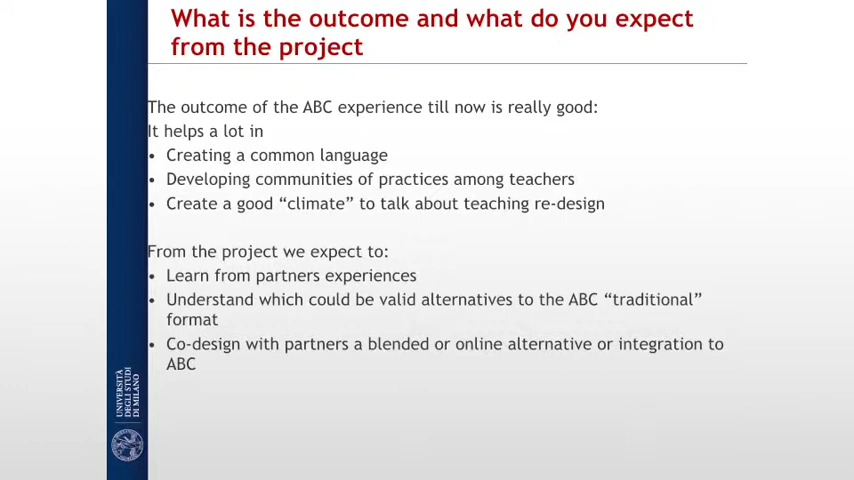 What is the outcome and what do you expect
from the project
The outcome of the ABC experience till now is really good:
It helps a lot in
• Creating a common language
• Developing communities of practices among teachers
• Create a good “climate” to talk about teaching re-design
From the project we expect to:
• Learn from partners experiences
• Understand which could be valid alternatives to the ABC “traditional”
format
• Co-design with partners a blended or online alternative or integration to
ABC
UNIVERSITÀ
DEGLI STUDI
DI MILANO